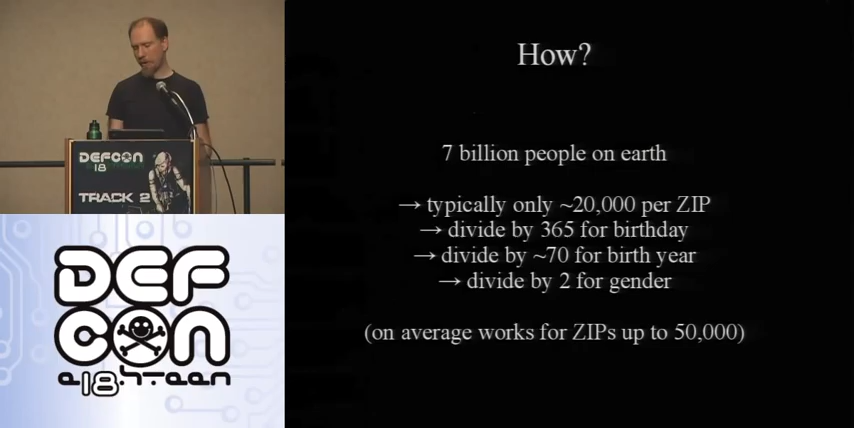 How?
7 billion people on earth
→ typically only ~20,000 per ZIP
→ divide by 365 for birthday
→ divide by ~70 for birth year
→ divide by 2 for gender
(on average works for ZIPs up to 50,000)
DEFCON
18
TRACK 2
DEF
CON
e18hteen